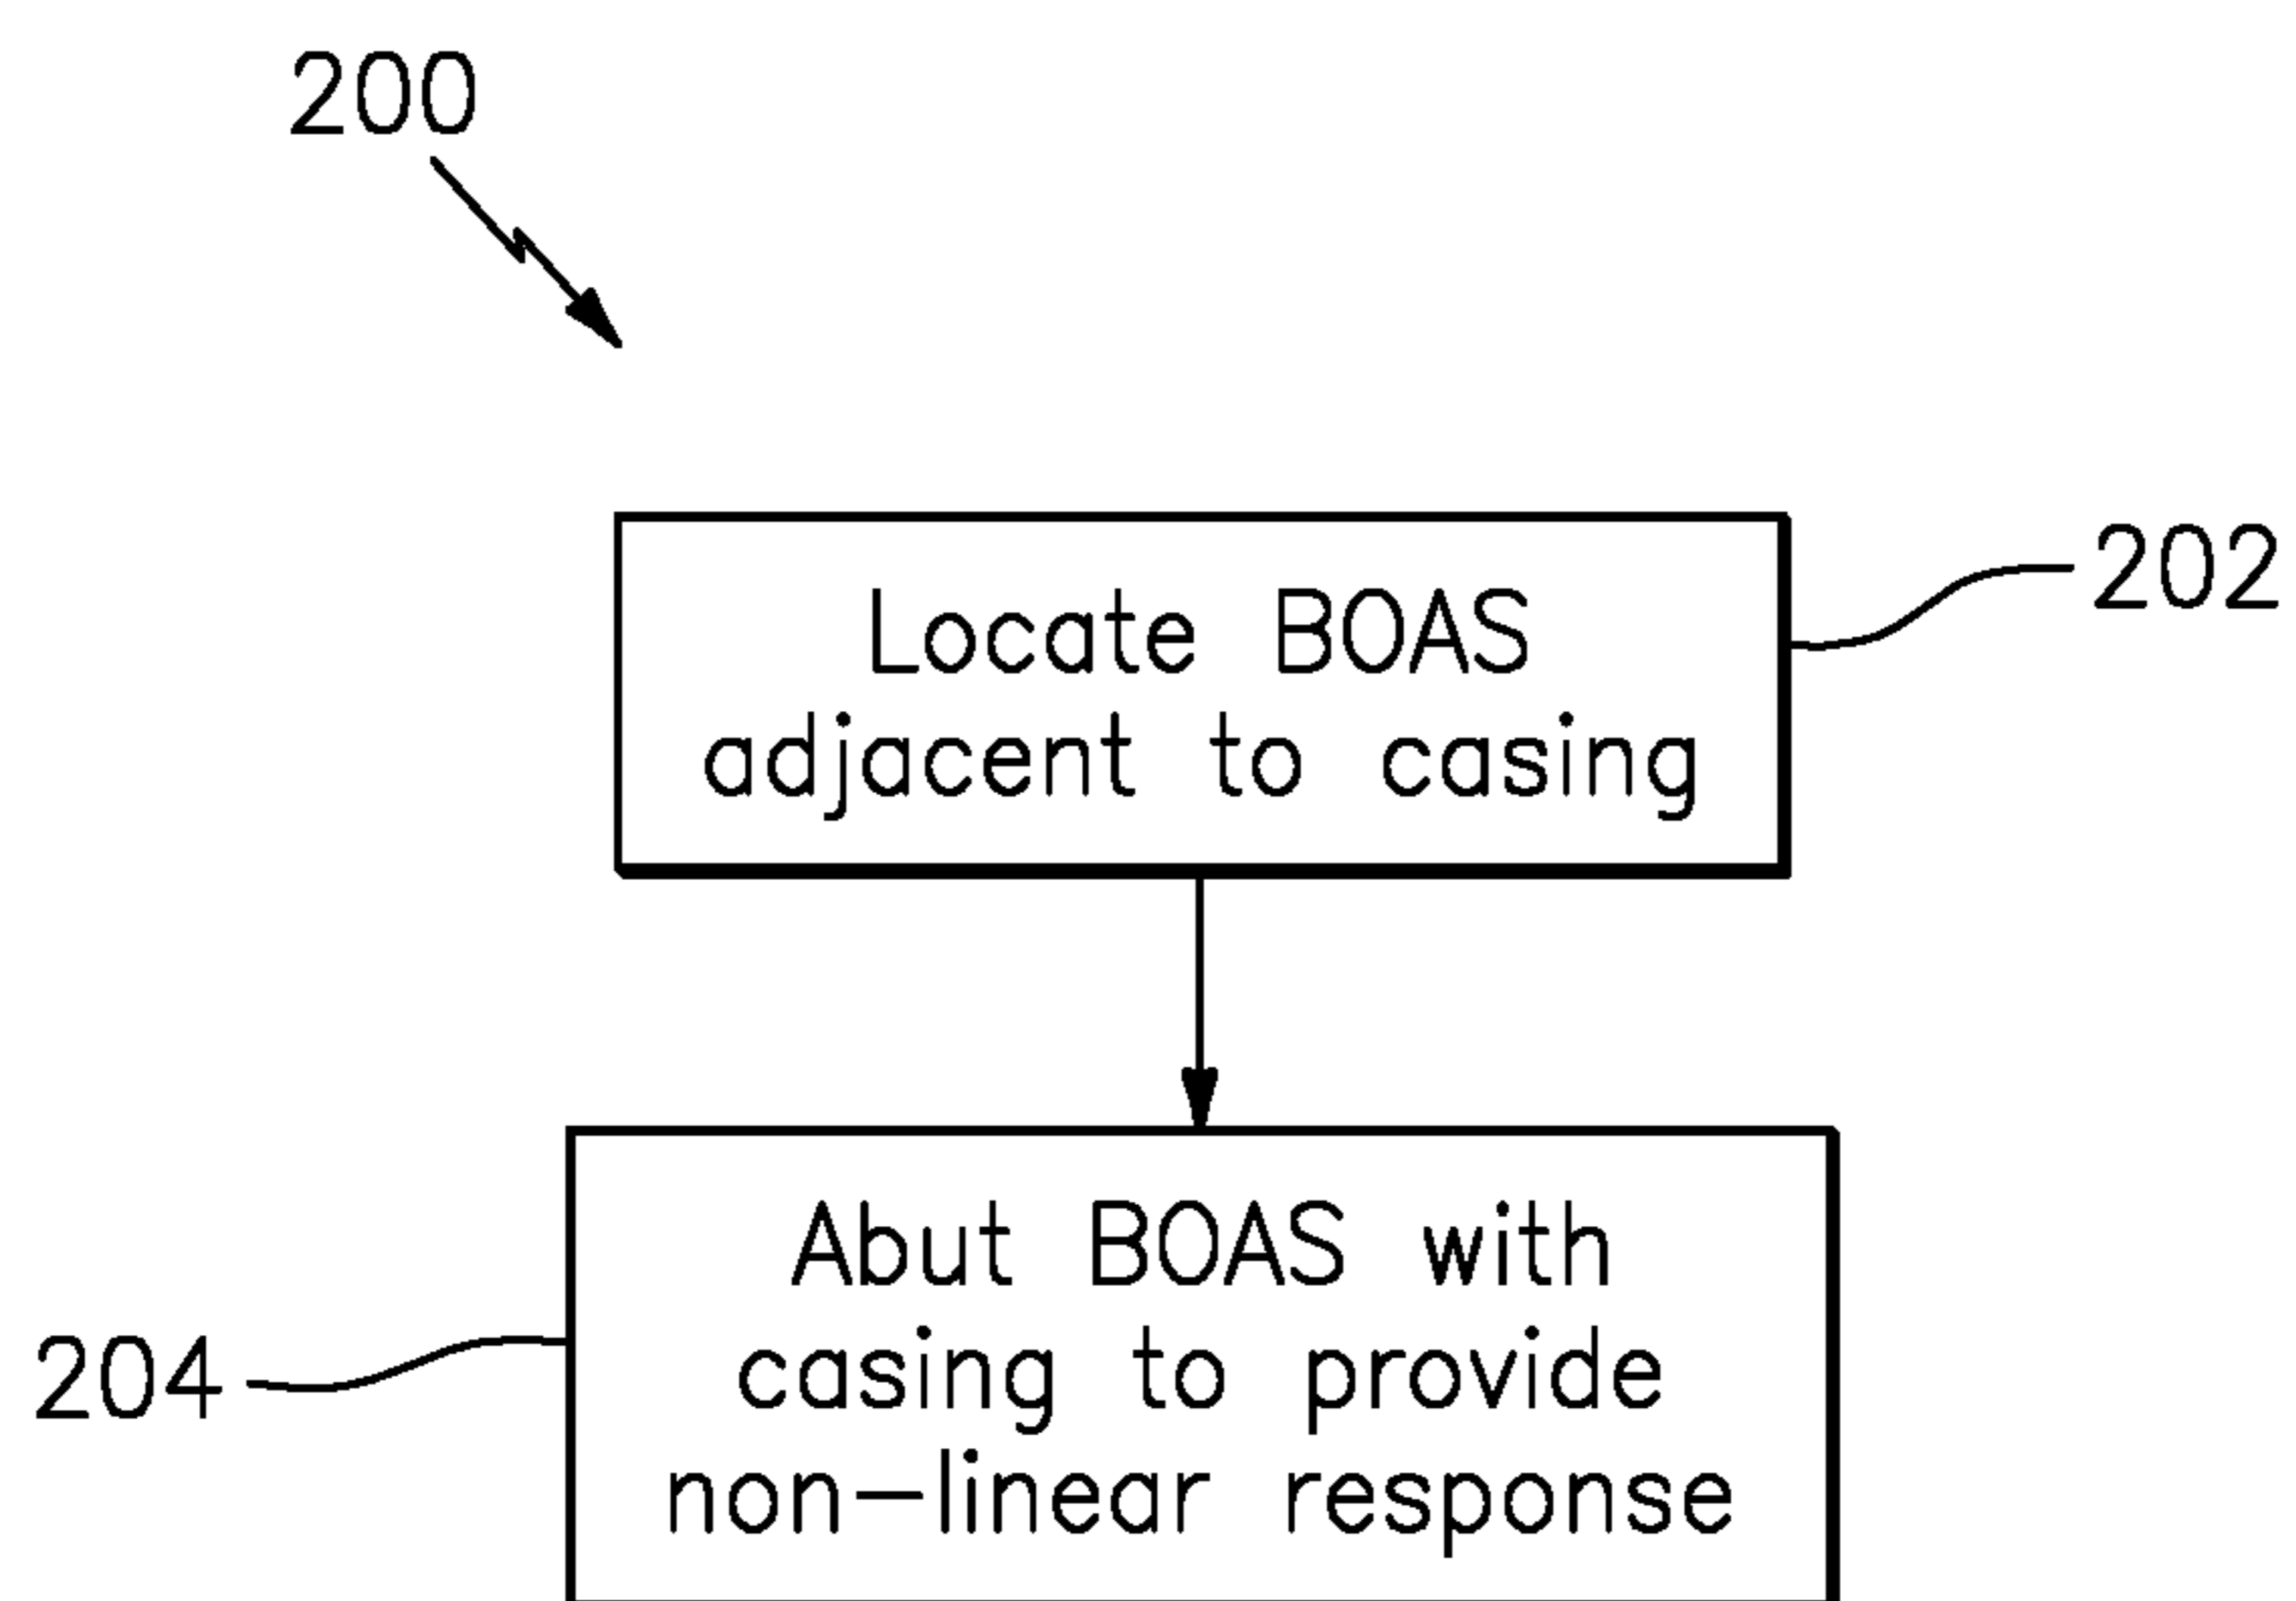 200
Locate BOAS
adjacent to casing
202
Abut BOAS with
casing to provide
non-linear response
204